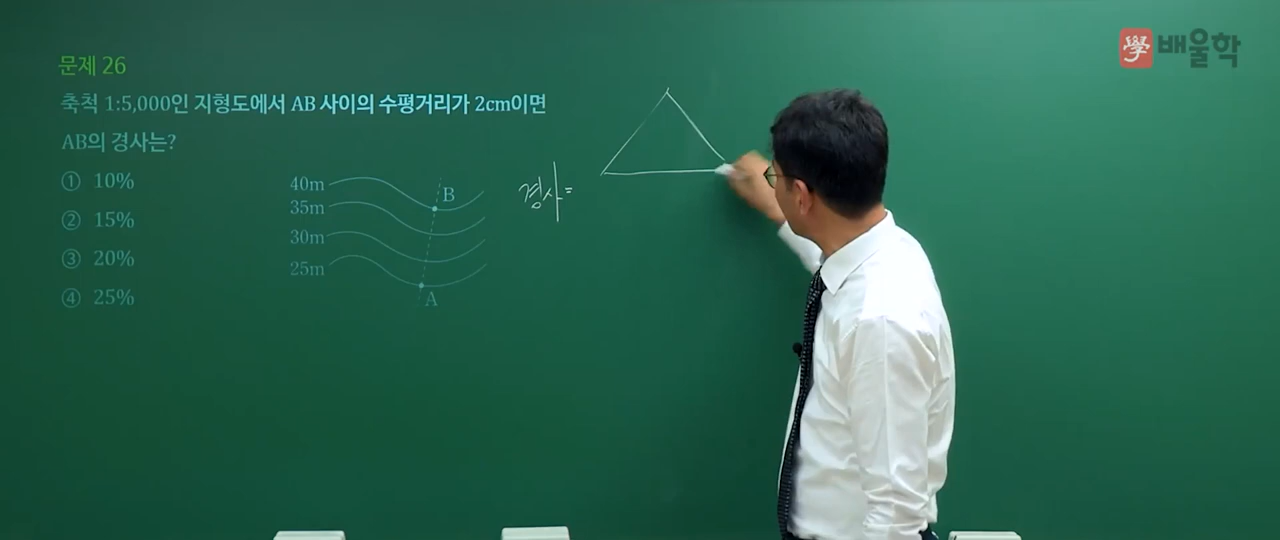 學 배울학
문제 26
축척 1:5,000인 지형도에서 AB 사이의 수평거리가 2cm이면
AB의 경사는?
① 10%
② 15%
③ 20%
④ 25%
40m
35m
30m
25m
B
A
경사=